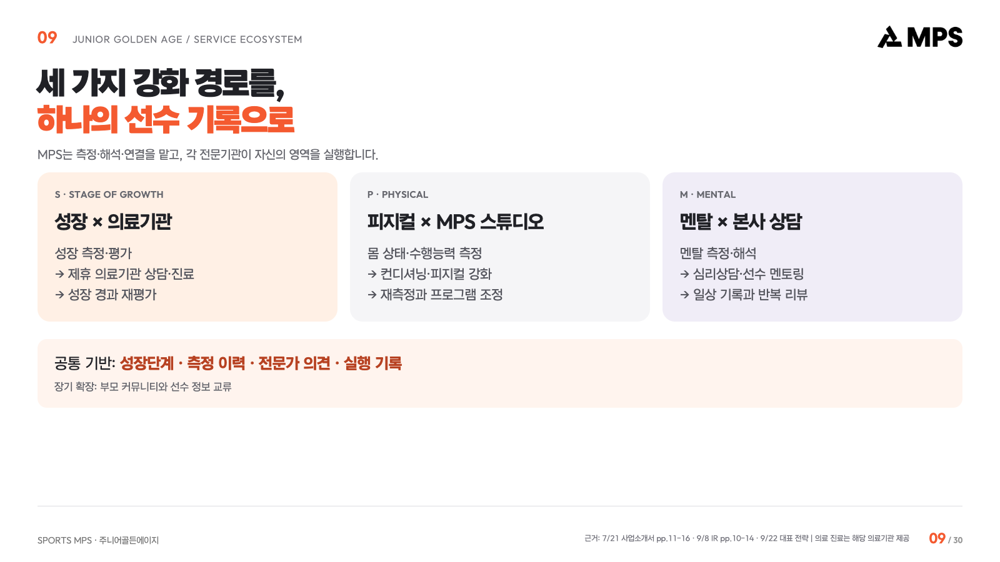 09 JUNIOR GOLDEN AGE / SERVICE ECOSYSTEM
MPS
세 가지 강화 경로를,
하나의 선수 기록으로
MPS는 측정·해석·연결을 맡고, 각 전문기관이 자신의 영역을 실행합니다.
S · STAGE OF GROWTH
성장 × 의료기관
성장 측정·평가
→ 제휴 의료기관 상담·진료
→ 성장 경과 재평가
P · PHYSICAL
피지컬 × MPS 스튜디오
몸 상태·수행능력 측정
→ 컨디셔닝·피지컬 강화
→ 재측정과 프로그램 조정
M · MENTAL
멘탈 × 본사 상담
멘탈 측정·해석
→ 심리상담·선수 멘토링
→ 일상 기록과 반복 리뷰
공통 기반: 성장단계 · 측정 이력 · 전문가 의견 · 실행 기록
장기 확장: 부모 커뮤니티와 선수 정보 교류
SPORTS MPS · 주니어골든에이지
근거: 7/21 사업소개서 pp.11–16 · 9/8 IR pp.10–14 · 9/22 대표 전략 | 의료 진료는 해당 의료기관 제공
09 / 30